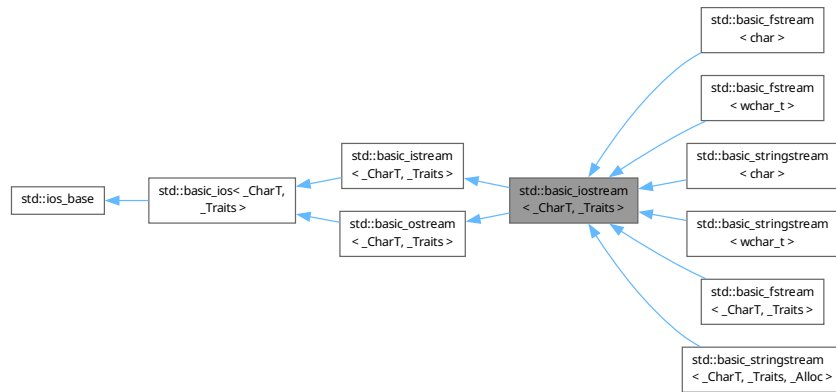 std::ios_base
std::basic_ios< _CharT,
_Traits >
std::basic_istream
< _CharT, _Traits >
std::basic_ostream
< _CharT, _Traits >
std::basic_iostream
< _CharT, _Traits >
std::basic_fstream
< char >
std::basic_fstream
< wchar_t >
std::basic_stringstream
< char >
std::basic_stringstream
< wchar_t >
std::basic_fstream
< _CharT, _Traits >
std::basic_stringstream
< _CharT, _Traits, _Alloc >